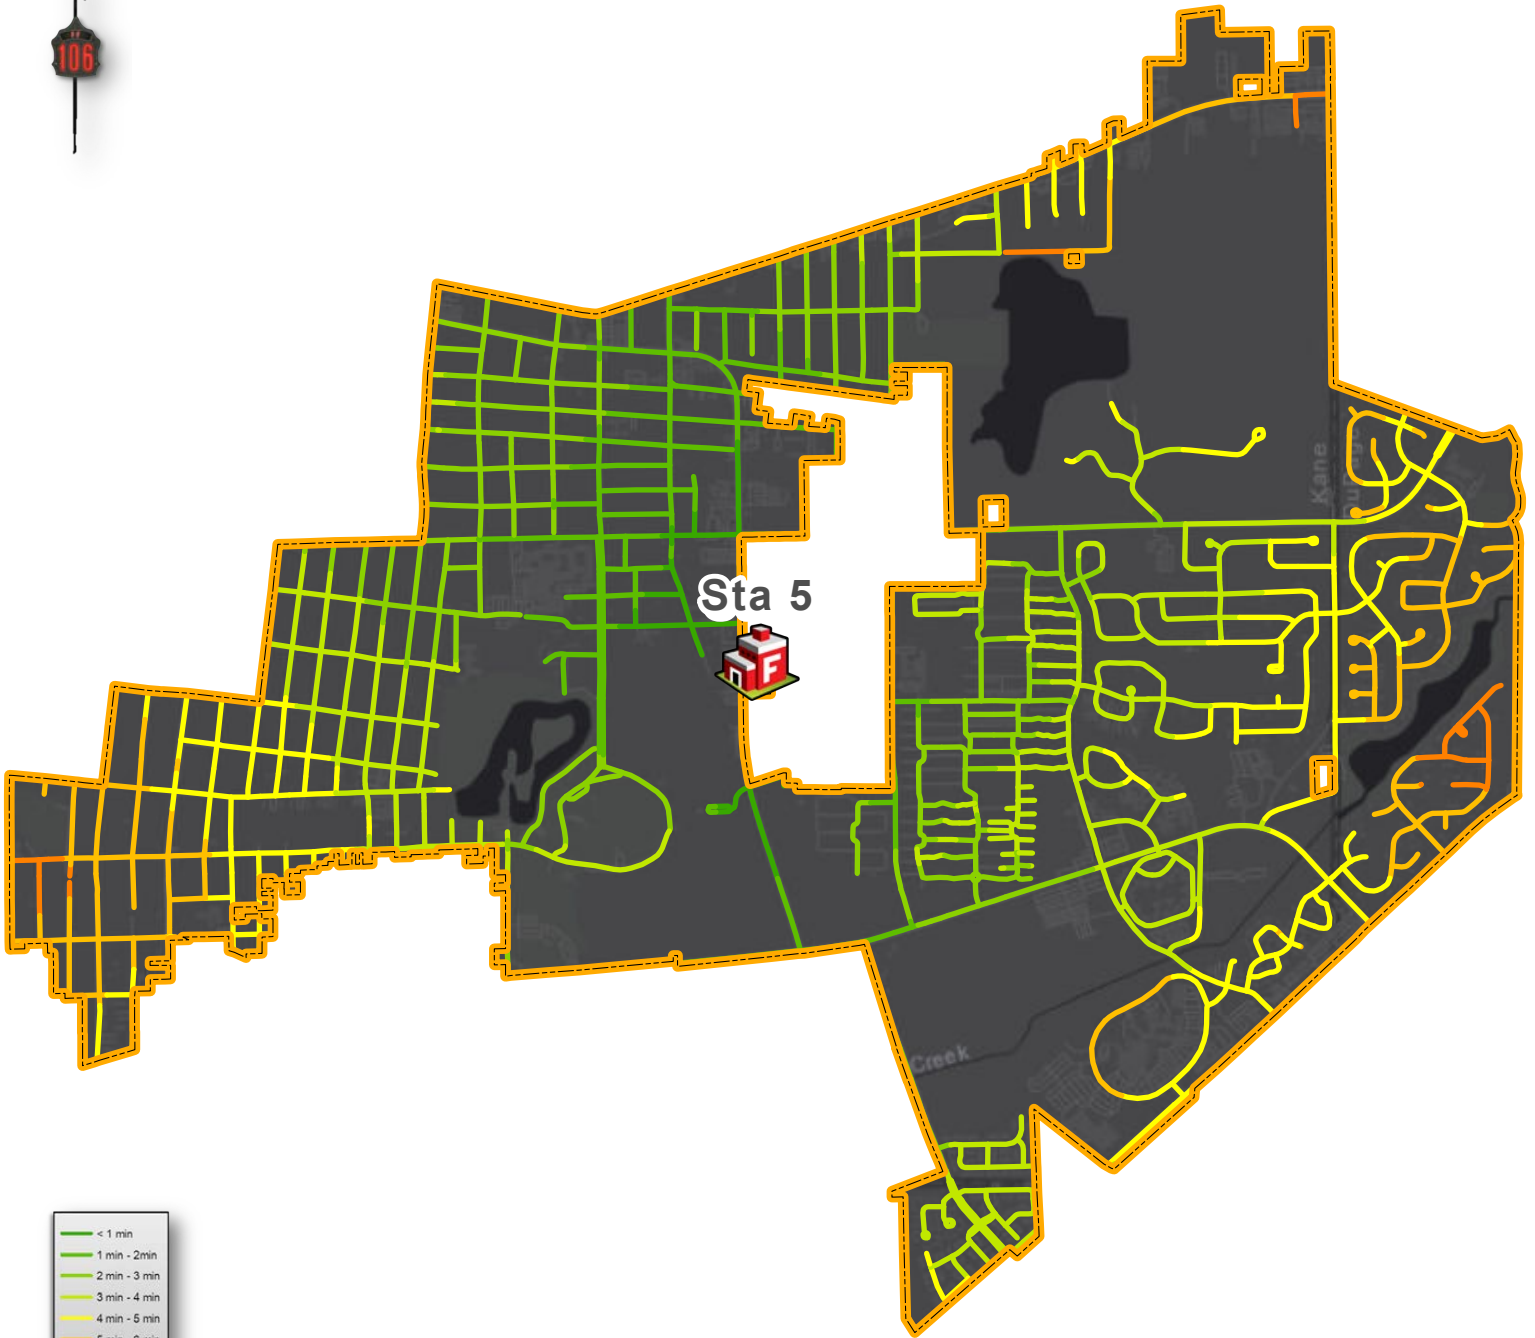 106
Kane
Sta 5
F
Creek
< 1 min
1 min - 2min
2 min - 3 min
3 min - 4 min
4 min - 5 min